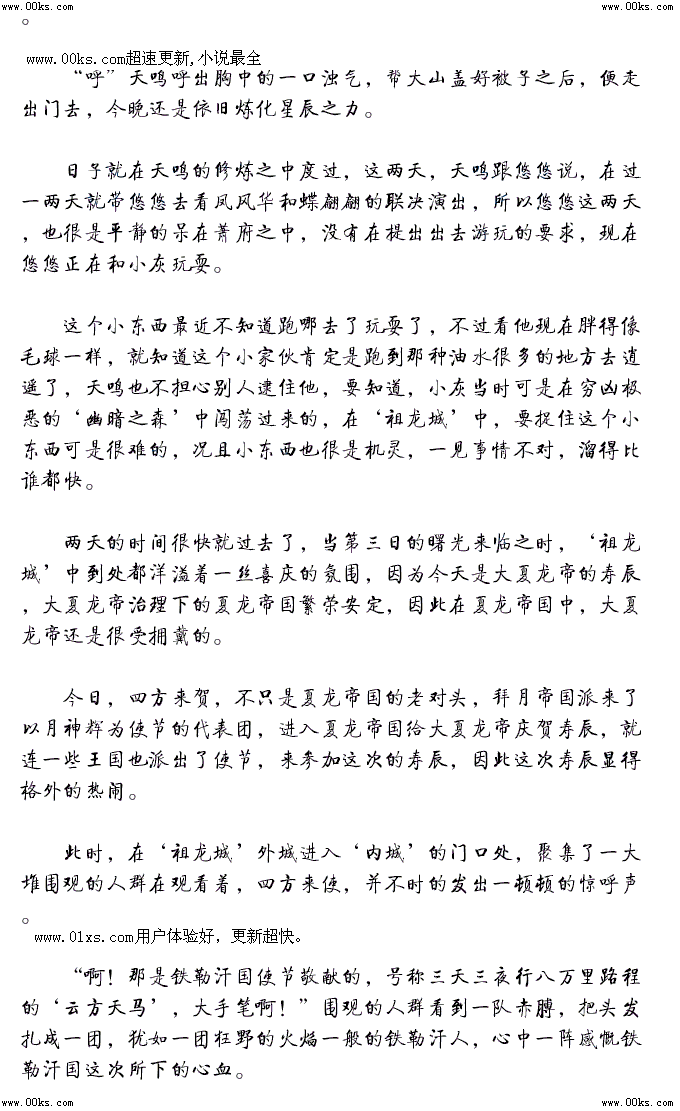 www.00ks.com www.00ks.com www.00ks.com
。
www.00ks.com超速更新,小说最全
“呼”天鸣呼出胸中的一口浊气，帮大山盖好被子之后，便走
出门去，今晚还是依旧炼化星辰之力。
日子就在天鸣的修炼之中度过，这两天，天鸣跟悠悠说，在过
一两天就带悠悠去看凤风华和蝶翩翩的联决演出，所以悠悠这两天
，也很是平静的呆在萧府之中，没有在提出出去游玩的要求，现在
悠悠正在和小灰玩耍。
这个小东西最近不知道跑哪去了玩耍了，不过看他现在胖得像
毛球一样，就知道这个小家伙肯定是跑到那种油水很多的地方去逍
遥了，天鸣也不担心别人逮住他，要知道，小灰当时可是在穷凶极
恶的‘幽暗之森’中闯荡过来的，在‘祖龙城’中，要捉住这个小
东西可是很难的，况且小东西也很是机灵，一见事情不对，溜得比
谁都快。
两天的时间很快就过去了，当第三日的曙光来临之时，‘祖龙
城’中到处都洋溢着一丝喜庆的氛围，因为今天是大夏龙帝的寿辰
，大夏龙帝治理下的夏龙帝国繁荣安定，因此在夏龙帝国中，大夏
龙帝还是很受拥戴的。
今日，四方来贺，不只是夏龙帝国的老对头，拜月帝国派来了
以月神辉为使节的代表团，进入夏龙帝国给大夏龙帝庆贺寿辰，就
连一些王国也派出了使节，来参加这次的寿辰，因此这次寿辰显得
格外的热闹。
此时，在‘祖龙城’外城进入‘内城’的门口处，聚集了一大
堆围观的人群在观看着，四方来使，并不时的发出一顿顿的惊呼声
。
www.01xs.com用户体验好，更新超快。
“啊！那是铁勒汗国使节敬献的，号称三天三夜行八万里路程
的‘云方天马’，大手笔啊！”围观的人群看到一队赤膊，把头发
扎成一团，犹如一团狂野的火焰一般的铁勒汗人，心中一阵感慨铁
勒汗国这次所下的心血。
www.00ks.com www.00ks.com www.00ks.com